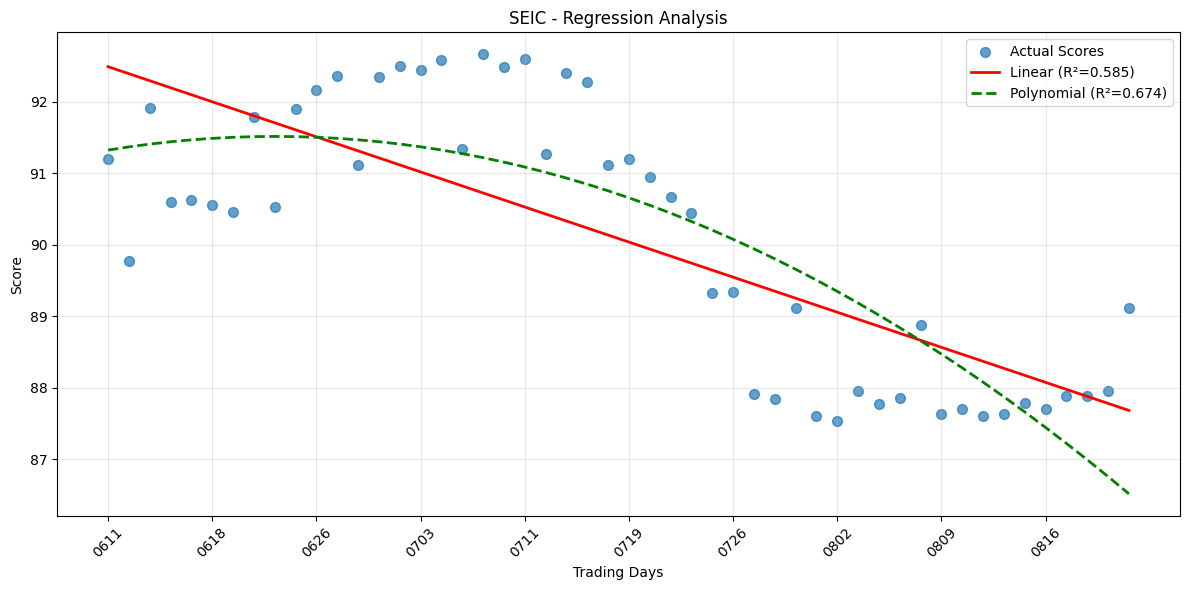 SEIC - Regression Analysis
Actual Scores
Linear (R²=0.585)
Polynomial (R²=0.674)
Score
92
91
90
89
88
87
0611 0618 0626 0703 0711 0719 0726 0802 0809 0816
Trading Days